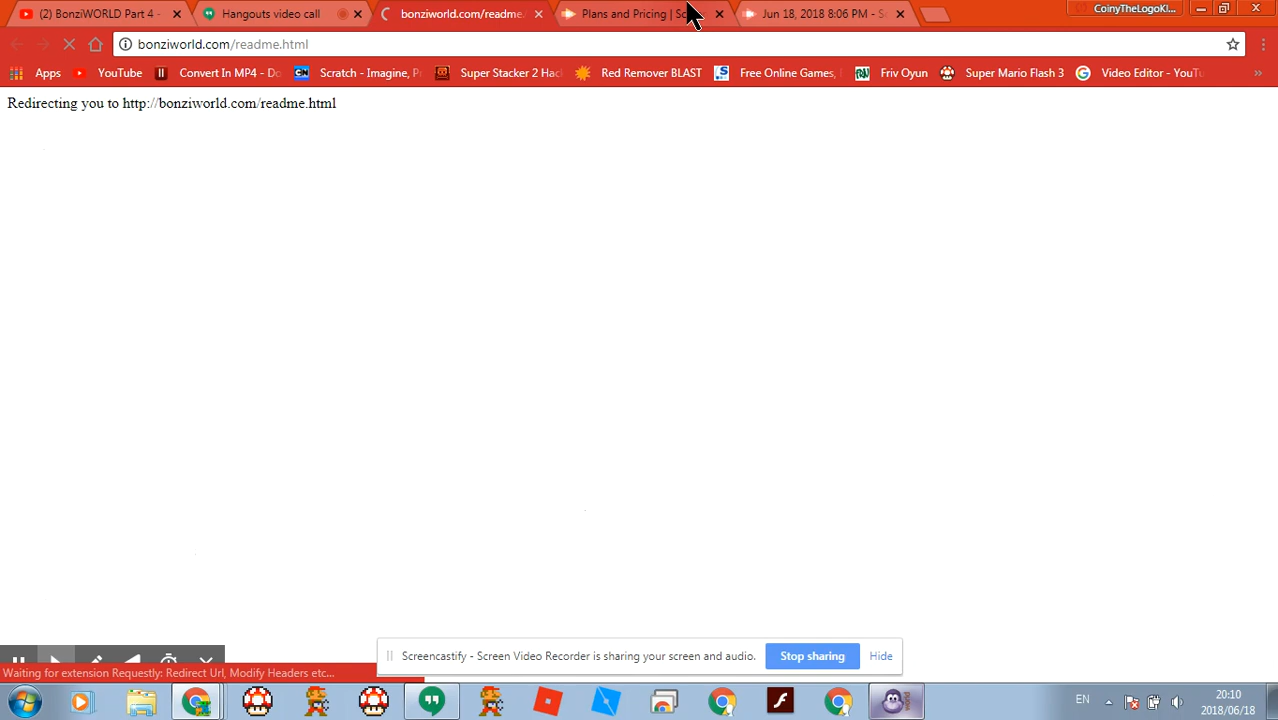 (2) BonziWORLD Part 4 -
Hangouts video call
bonziworld.com/readme.
Plans and Pricing | Sc
Jun 18, 2018 8:06 PM - Sc
CoinyTheLogoKl...
bonziworld.com/readme.html
Apps
YouTube
Convert In MP4 - Do
Scratch - Imagine, P
Super Stacker 2 Hac
Red Remover BLAST
Free Online Games,
Friv Oyun
Super Mario Flash 3
Video Editor - YouTu
»
Redirecting you to http://bonziworld.com/readme.html
Screencastify - Screen Video Recorder is sharing your screen and audio.
Stop sharing
Hide
Waiting for extension Requestly: Redirect Url, Modify Headers etc...
EN
20:10
2018/06/18